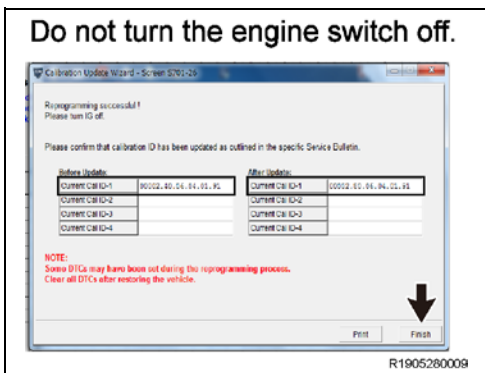 Do not turn the engine switch off.
Calibration Update Wizard - Screen S701-26
Reprogramming successful!
Please turn IG off.
Please confirm that calibration ID has been updated as outlined in the specific Service Bulletin.
Before Update: After Update:
Current Cal ID-1 Current Cal ID-1
Current Cal ID-2 Current Cal ID-2
Current Cal ID-3 Current Cal ID-3
Current Cal ID-4 Current Cal ID-4
NOTE:
Some DTCs may have been set during the reprogramming process.
Clear all DTCs after restoring the vehicle.
Print Finish
R1905280009